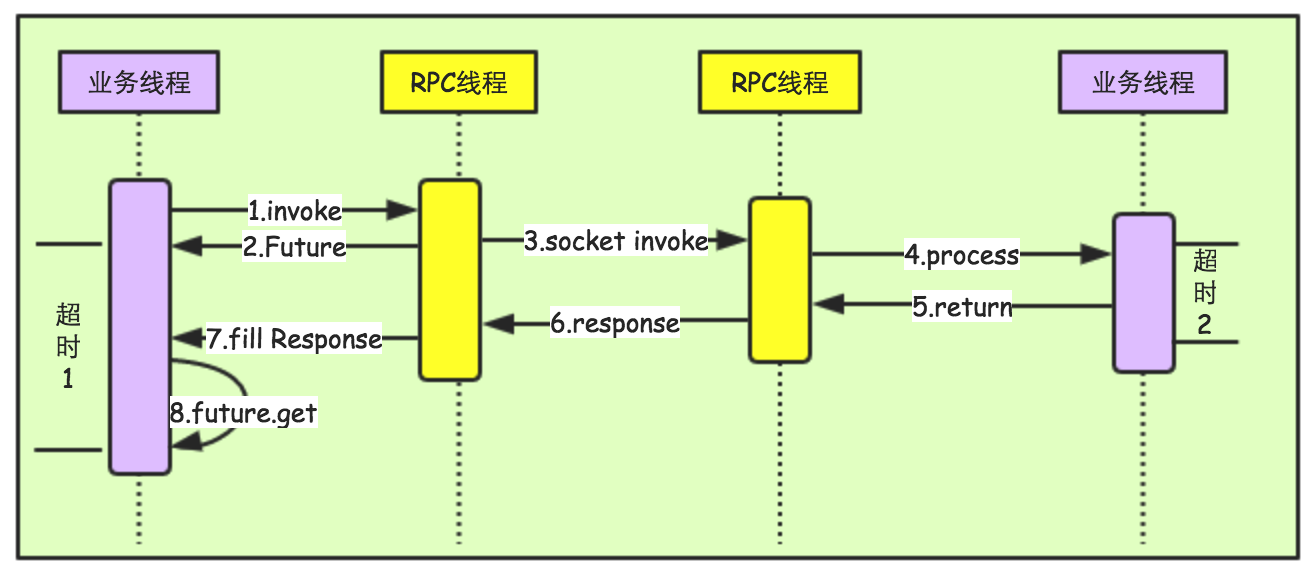 业务线程
RPC线程
RPC线程
业务线程
1.invoke
2.Future
3.socket invoke
4.process
5.return
6.response
7.fill Response
8.future.get
超
时
1
超
时
2